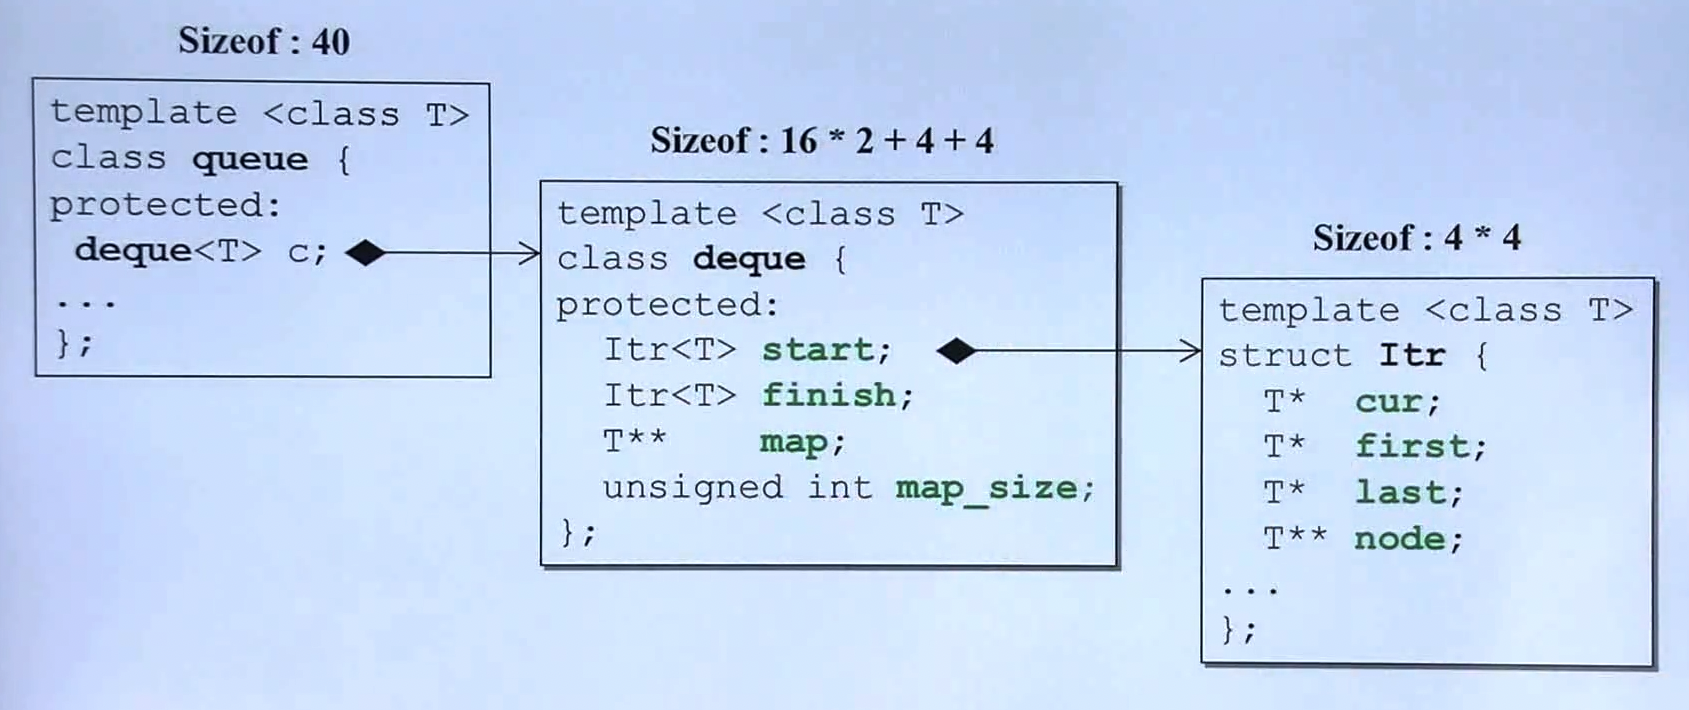 Sizeof : 40
template <class T>
class queue {
protected:
deque<T> c;
...
};
Sizeof : 16 * 2 + 4 + 4
template <class T>
class deque {
protected:
Itr<T> start;
Itr<T> finish;
T** map;
unsigned int map_size;
};
Sizeof : 4 * 4
template <class T>
struct Itr {
T* cur;
T* first;
T* last;
T** node;
...
};